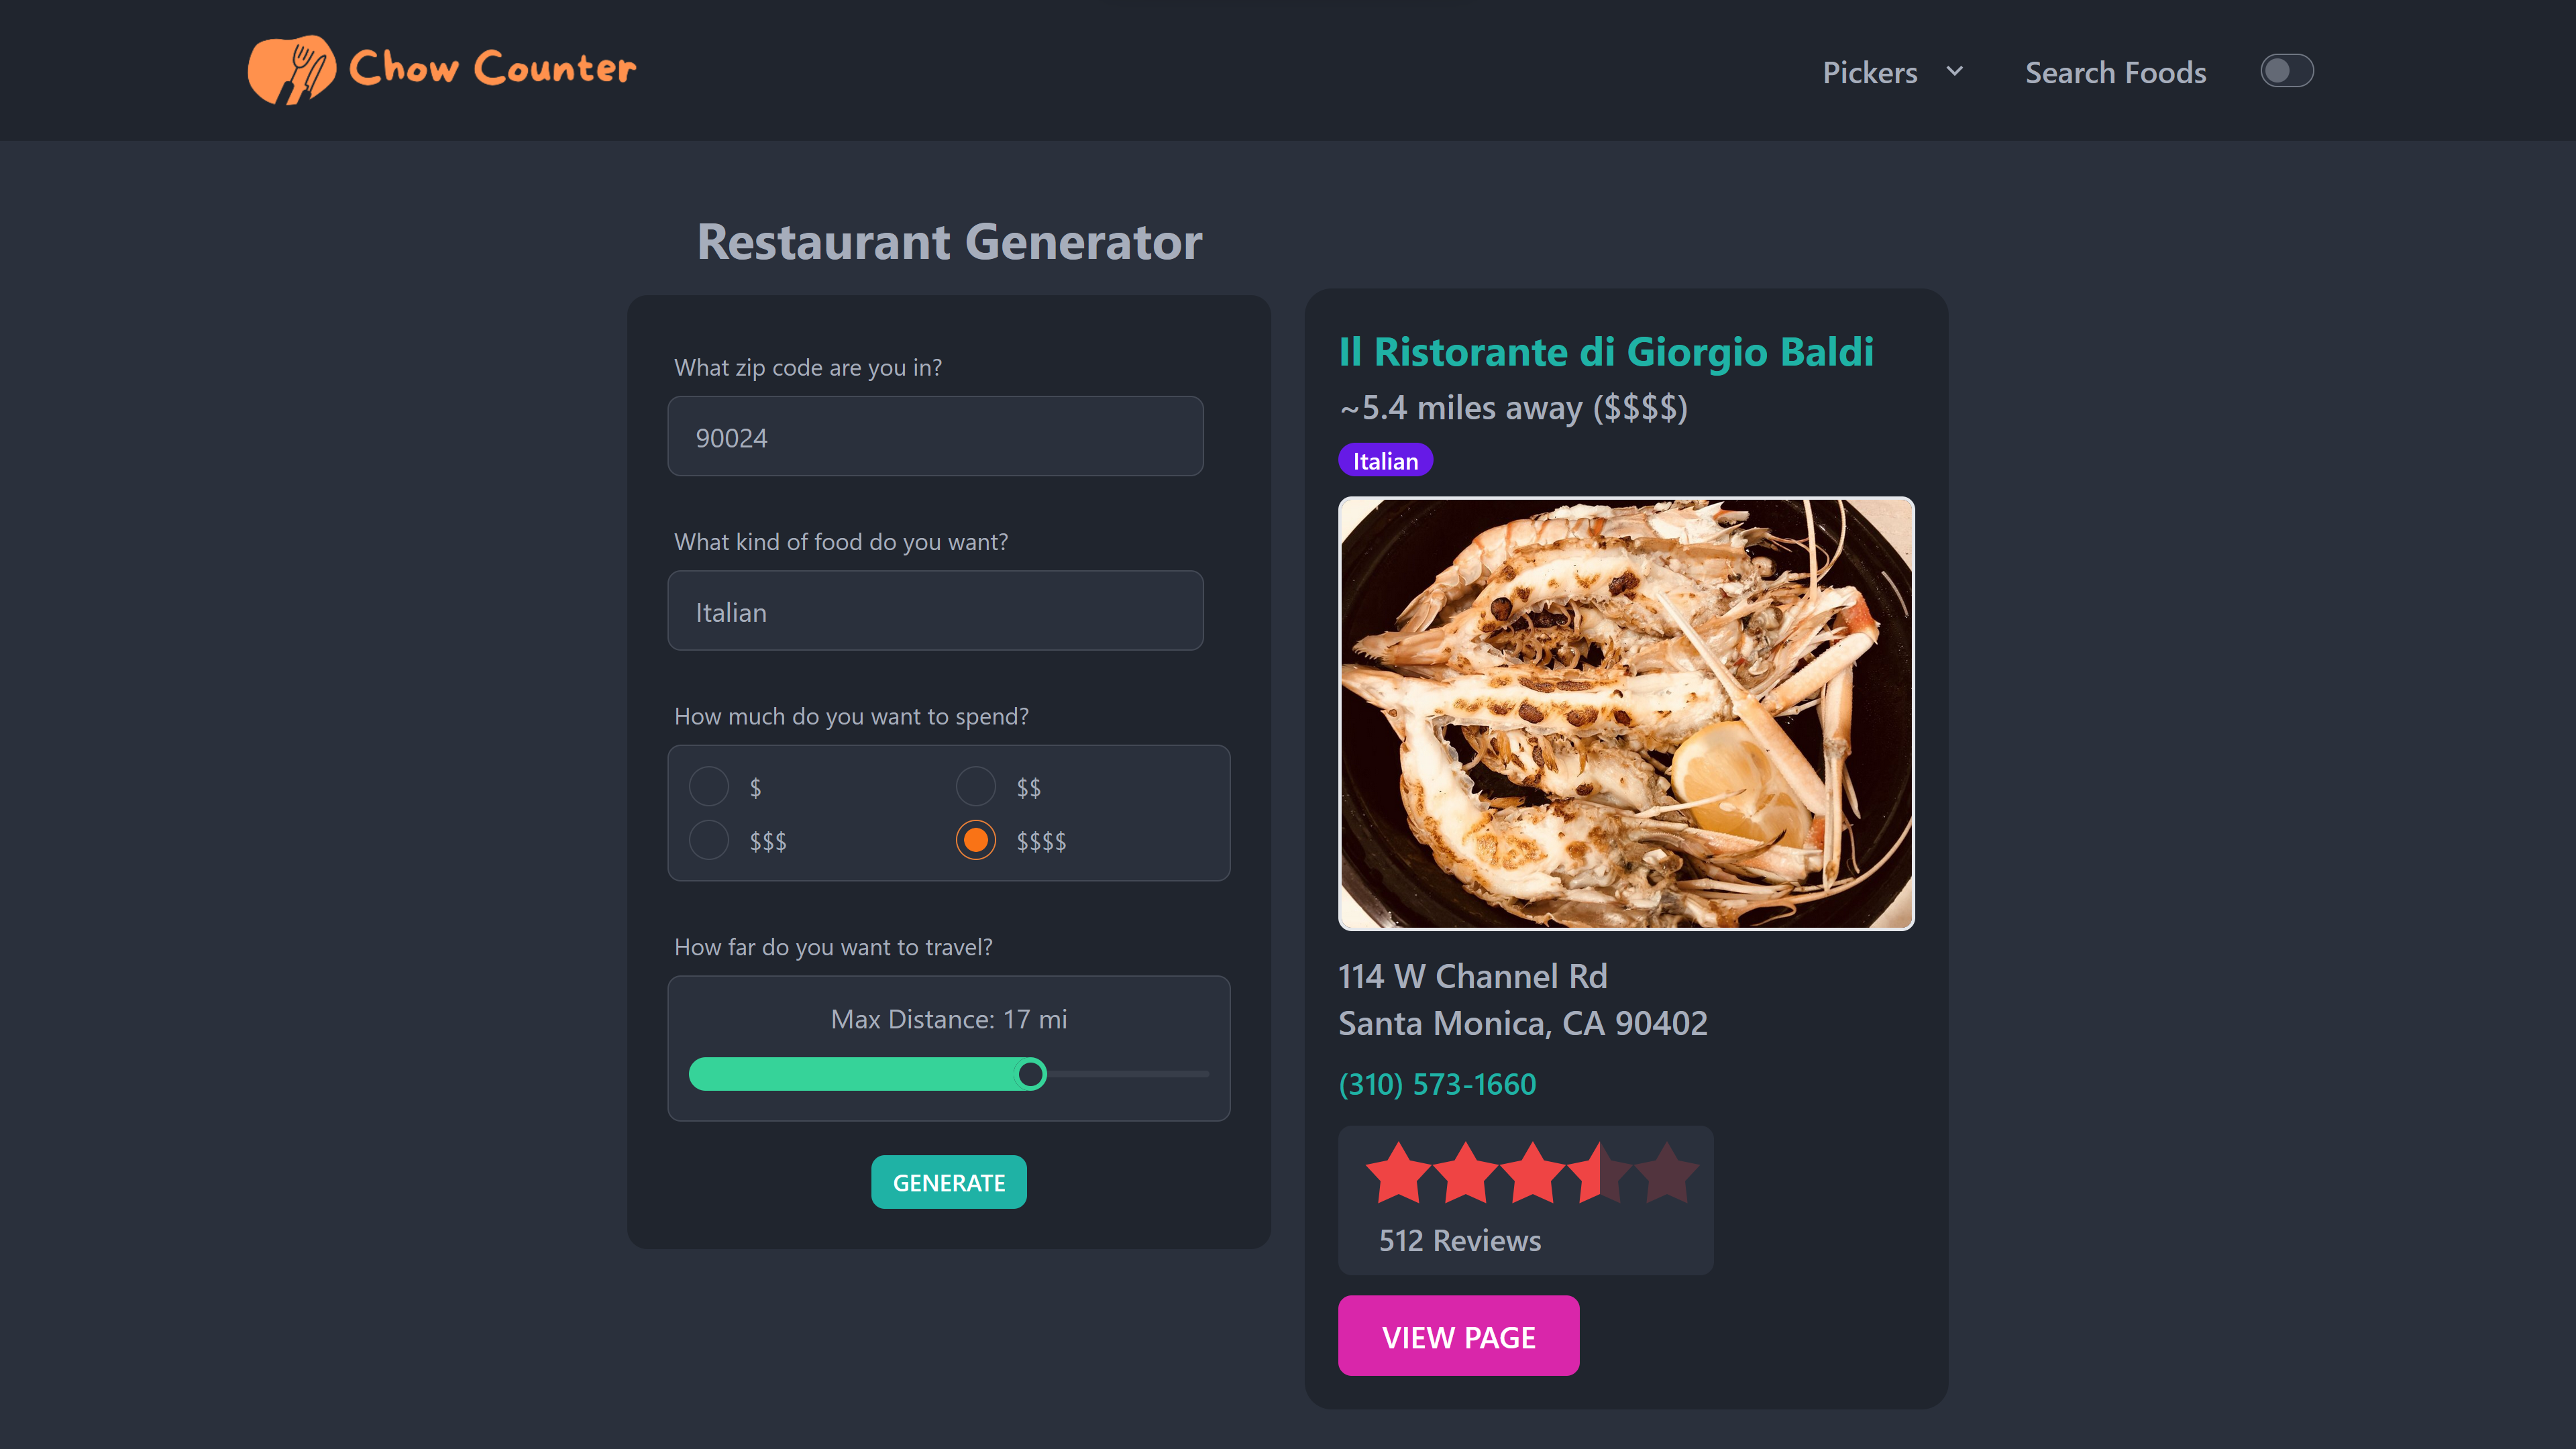 Chow Counter
Pickers
Search Foods
Restaurant Generator
What zip code are you in?
90024
What kind of food do you want?
Italian
How much do you want to spend?
$
$$
$$$
$$$$
How far do you want to travel?
Max Distance: 17 mi
GENERATE
Il Ristorante di Giorgio Baldi
~5.4 miles away ($$$$)
Italian
114 W Channel Rd
Santa Monica, CA 90402
(310) 573-1660
512 Reviews
VIEW PAGE